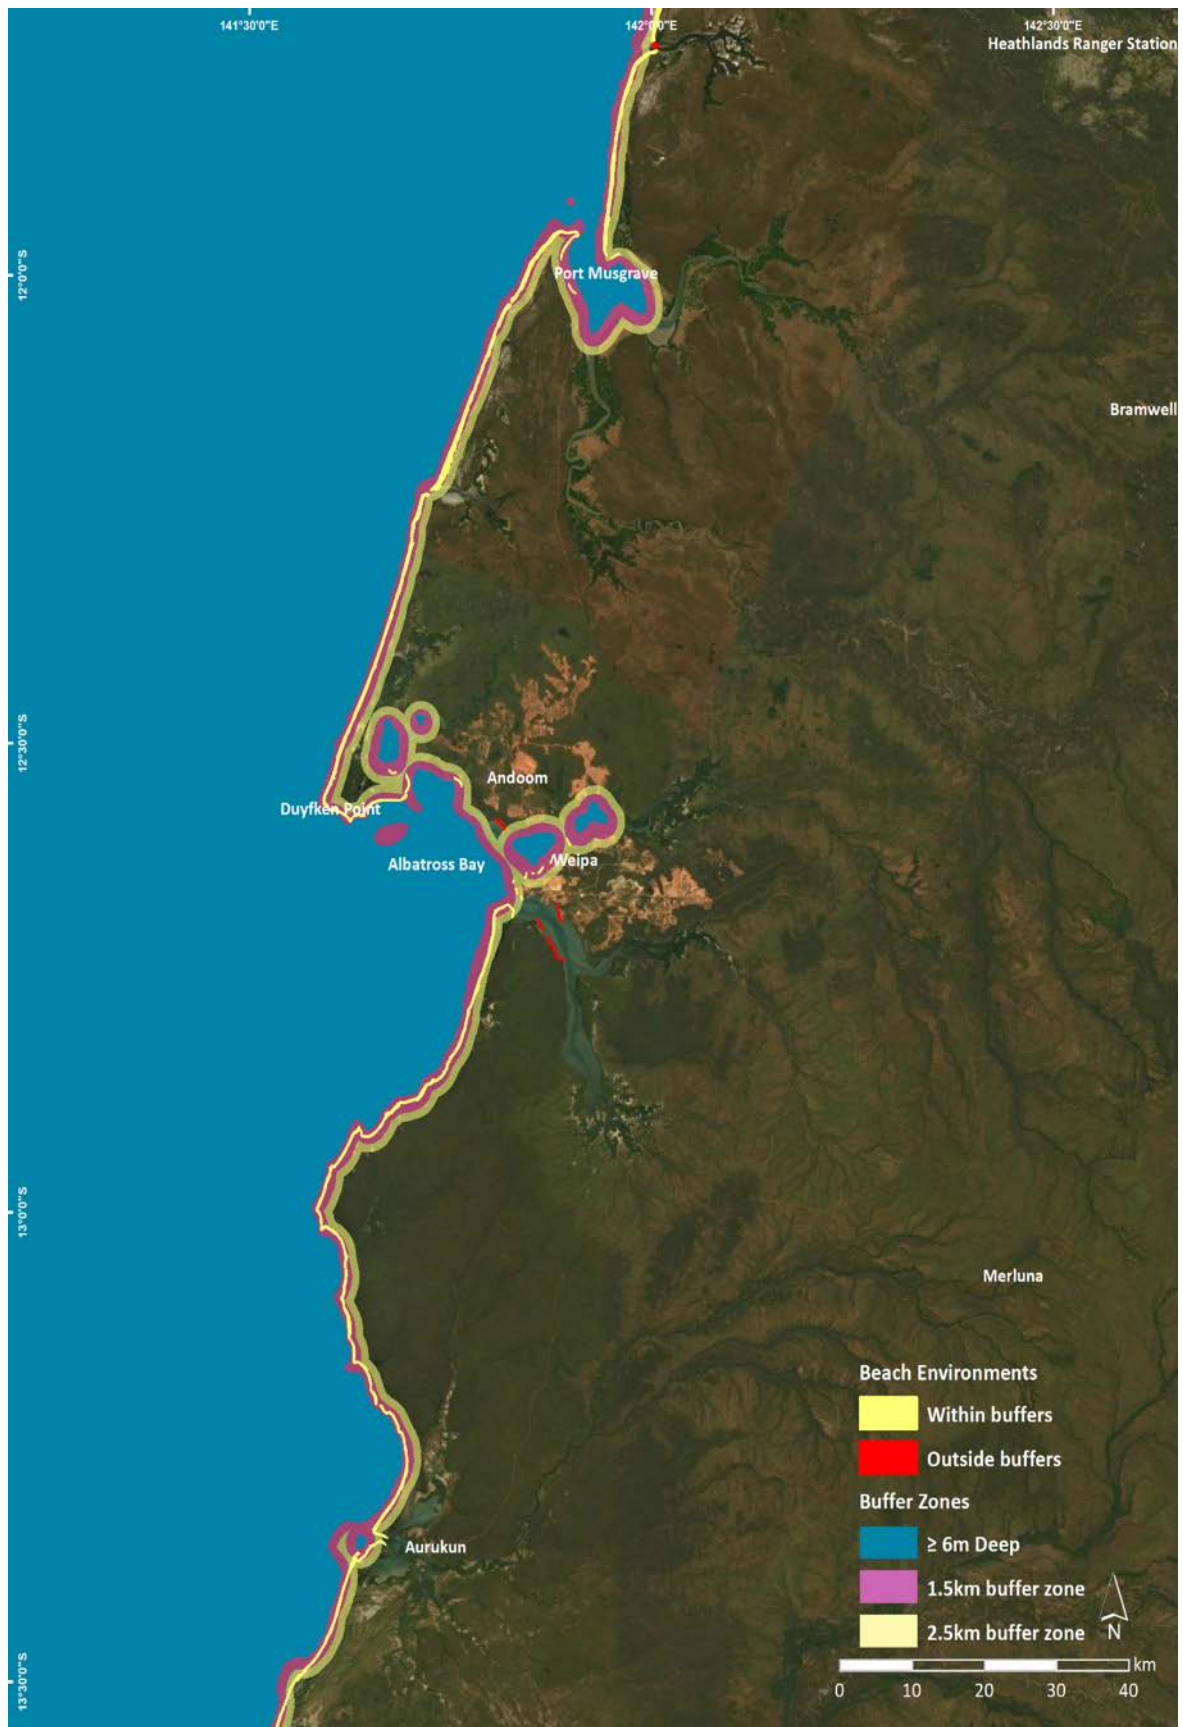 141°30'0"E
142°0'0"E
142°30'0"E
Heathlands Ranger Station
12°0'0"S
Port Musgrave
Bramwell
12°30'0"S
Andoom
Duyfken Point
Albatross Bay
Weipa
13°0'0"S
Merluna
Aurukun
13°30'0"S
Beach Environments
Within buffers
Outside buffers
Buffer Zones
≥ 6m Deep
1.5km buffer zone
2.5km buffer zone
N
km
0 10 20 30 40